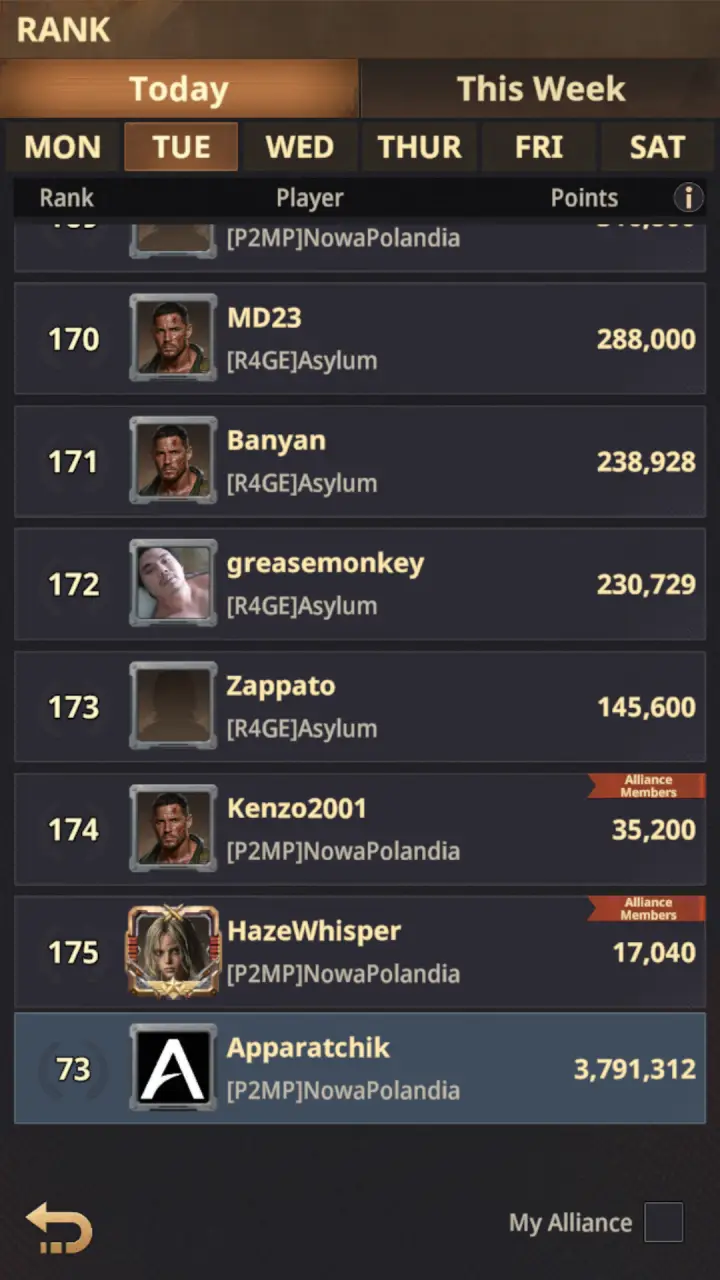 RANK
Today This Week
MON TUE WED THUR FRI SAT
Rank Player Points i
[P2MP]NowaPolandia
170 MD23 288,000
[R4GE]Asylum
171 Banyan 238,928
[R4GE]Asylum
172 greasemonkey 230,729
[R4GE]Asylum
173 Zappato 145,600
[R4GE]Asylum
Alliance
Members
174 Kenzo2001 35,200
[P2MP]NowaPolandia
Alliance
Members
175 HazeWhisper 17,040
[P2MP]NowaPolandia
73 A Apparatchik 3,791,312
[P2MP]NowaPolandia
My Alliance